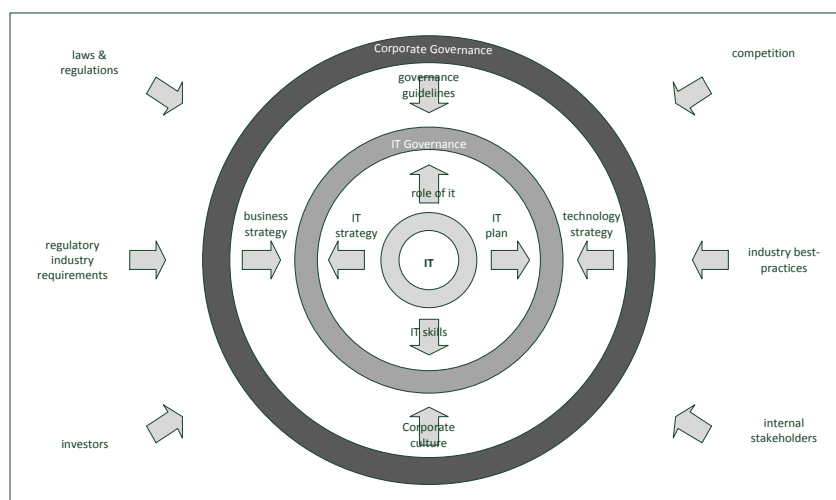 Corporate Governance
laws &
regulations
competition
governance
guidelines
IT Governance
role of it
business
strategy
IT
strategy
IT
plan
technology
strategy
regulatory
industry
requirements
IT
industry best-
practices
IT skills
Corporate
culture
investors
internal
stakeholders